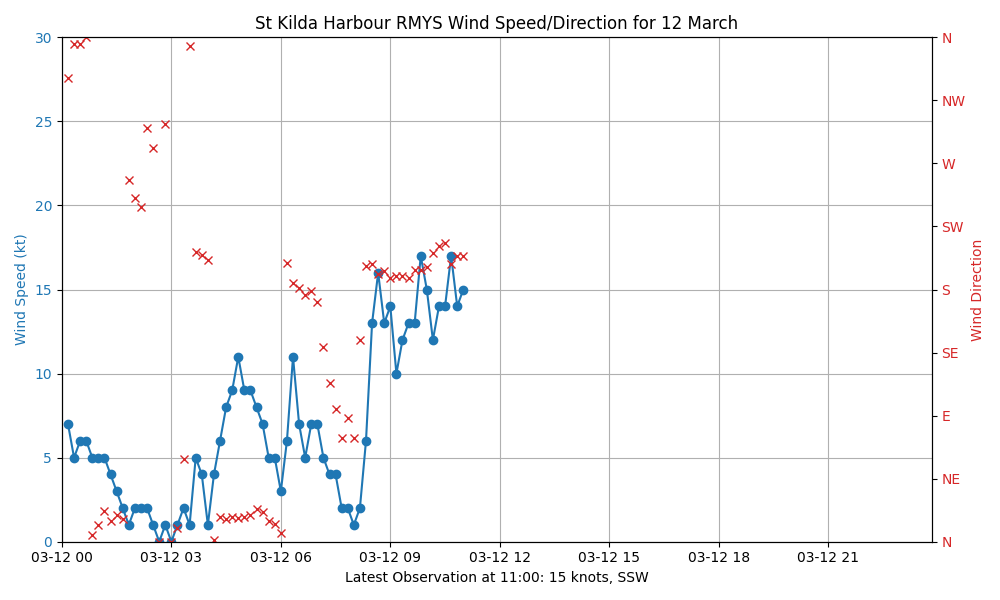 St Kilda Harbour RMYS Wind Speed/Direction for 12 March
Wind Speed (kt)
30
25
20
15
10
5
0
N
NW
W
SW
S
SE
E
NE
N
Wind Direction
03-12 00
03-12 03
03-12 06
03-12 09
03-12 12
03-12 15
03-12 18
03-12 21
Latest Observation at 11:00: 15 knots, SSW